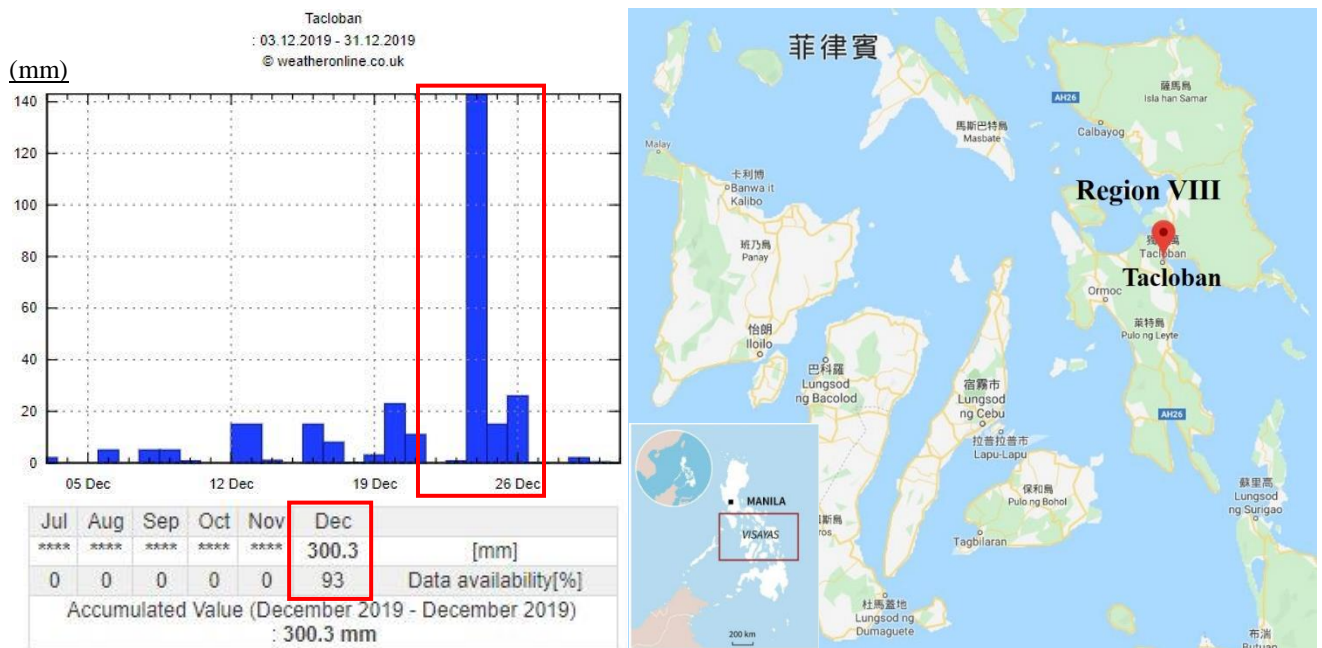 Tacloban
: 03.12.2019 - 31.12.2019
© weatheronline.co.uk
(mm)
140
120
100
80
60
40
20
0
05 Dec
12 Dec
19 Dec
26 Dec
Jul Aug Sep Oct Nov Dec
**** **** **** **** **** 300.3 [mm]
0 0 0 0 0 93 Data availability[%]
Accumulated Value (December 2019 - December 2019)
: 300.3 mm
菲律賓
AH26
薩馬島
Isla han Samar
Calbayog
馬斯巴特島
Masbate
Malay
卡利博
Banwa it
Kalibo
Region VIII
班乃島
Panay
Tacloban
Tacloban
Ormoc
萊特島
Pulo ng Leyte
怡朗
Iloilo
巴科羅
Lungsod
ng Bacolod
宿霧市
Lungsod
ng Cebu
AH26
拉普拉普市
Lapu-Lapu
保和島
Pulo ng Bohol
蘇里高
Lungsod
ng Surigao
Tagbilaran
MANILA
VISAYAS
200 km
杜馬蓋地
Lungsod ng
Dumaguete
布湍
Butuan